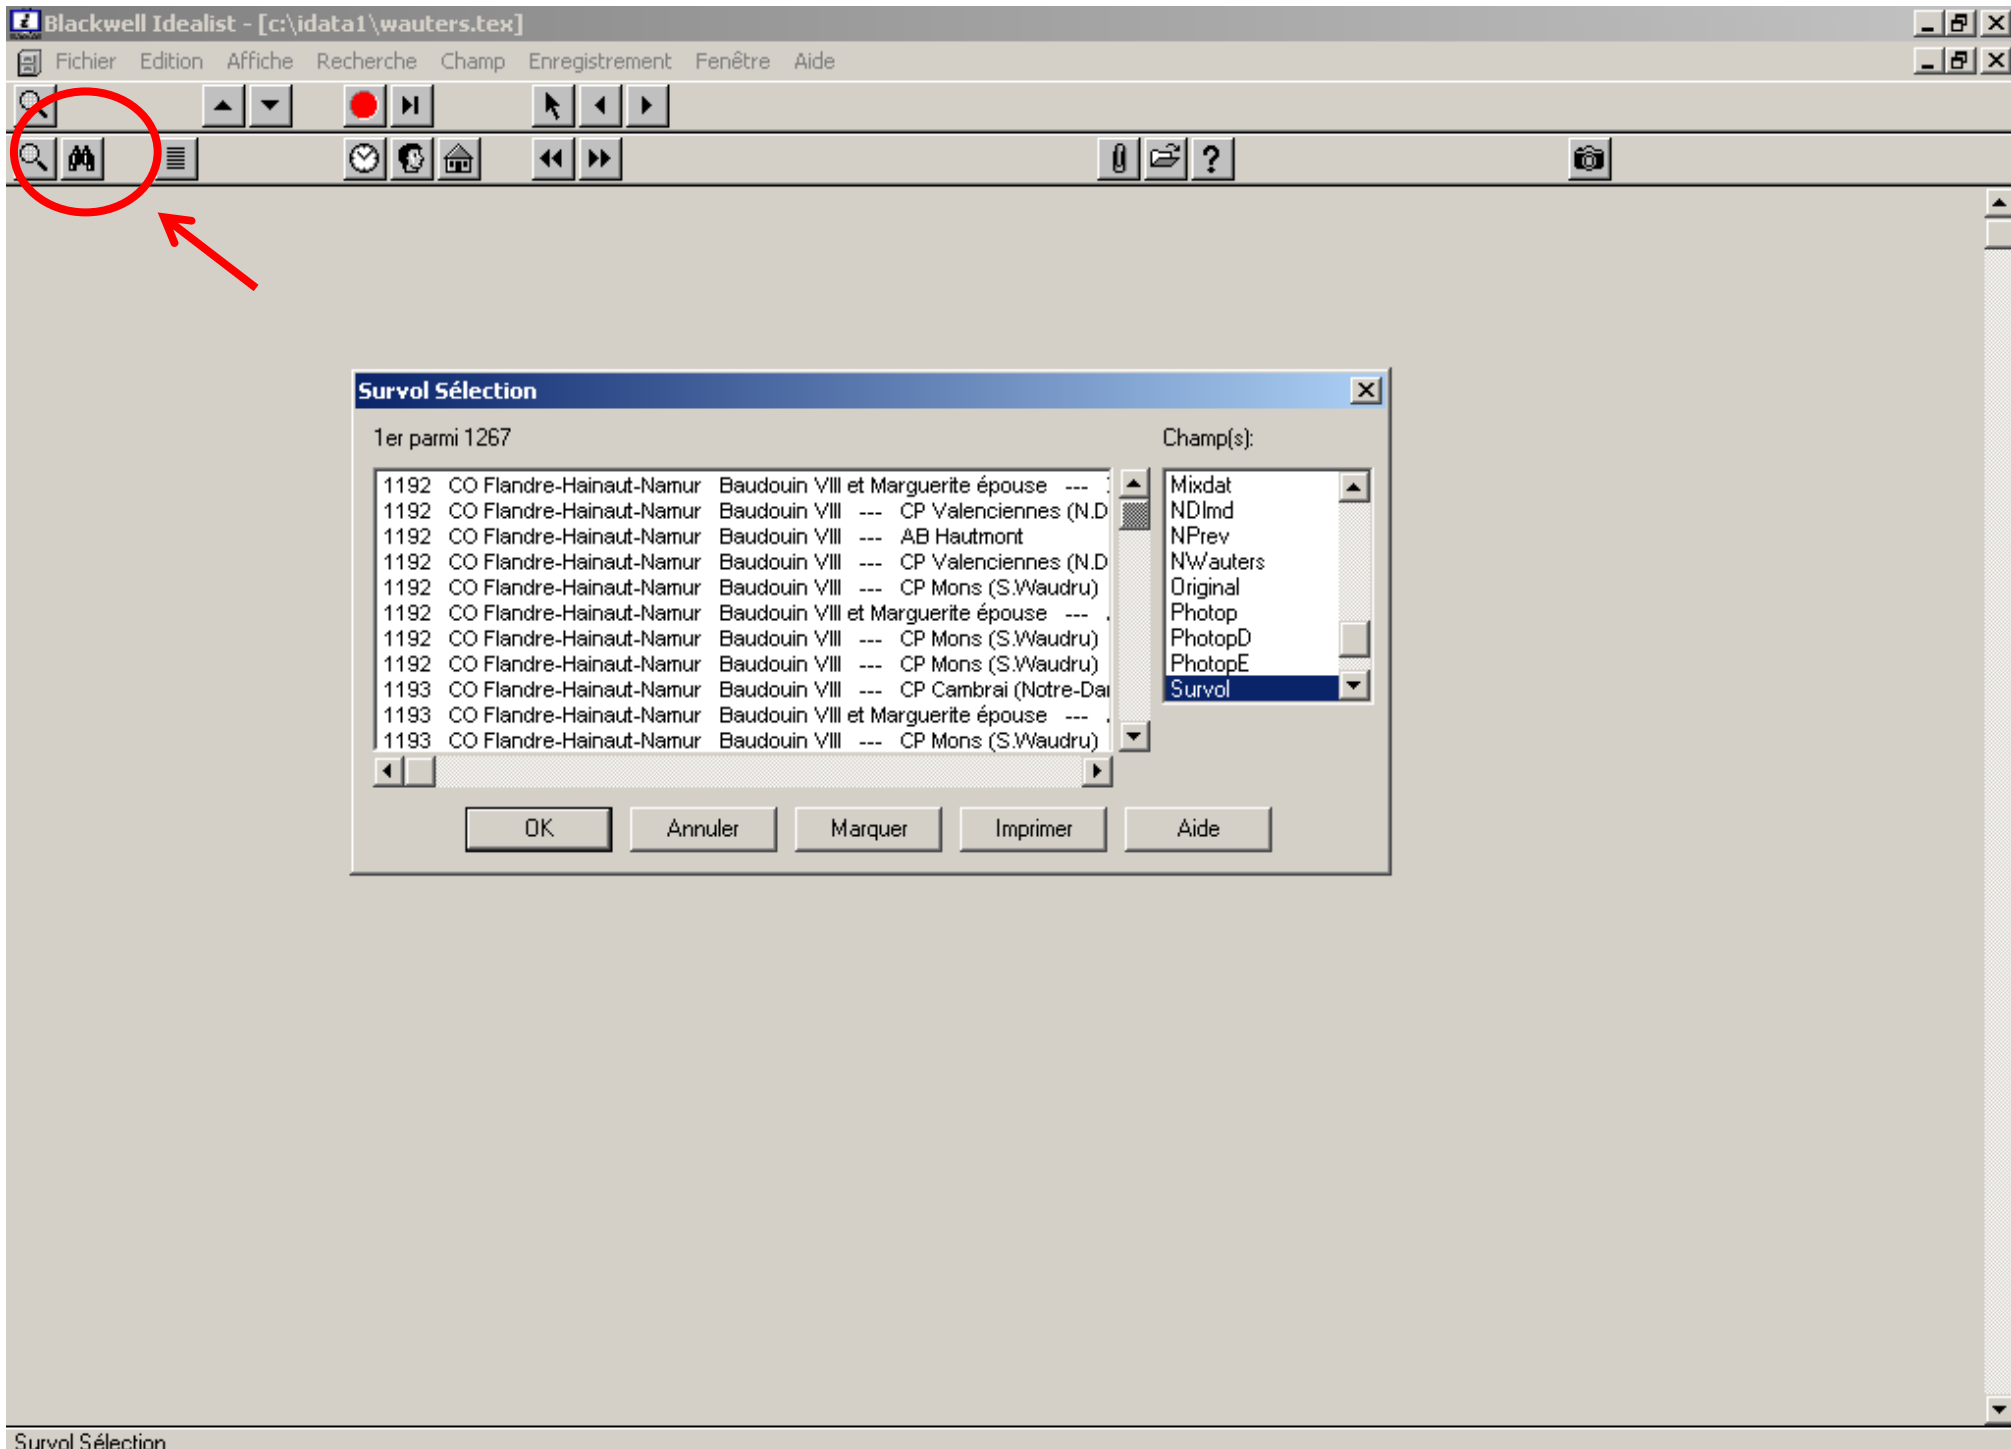 Blackwell Idealist - [c:\idata1\wauters.tex]
Fichier Edition Affiche Recherche Champ Enregistrement Fenêtre Aide
Survol Sélection
1er parmi 1267
Champ(s):
1192 CO Flandre-Hainaut-Namur Baudouin VIII et Marguerite épouse ---
1192 CO Flandre-Hainaut-Namur Baudouin VIII --- CP Valenciennes (N.D
1192 CO Flandre-Hainaut-Namur Baudouin VIII --- AB Hautmont
1192 CO Flandre-Hainaut-Namur Baudouin VIII --- CP Valenciennes (N.D
1192 CO Flandre-Hainaut-Namur Baudouin VIII --- CP Mons (S.Waudru)
1192 CO Flandre-Hainaut-Namur Baudouin VIII et Marguerite épouse ---
1192 CO Flandre-Hainaut-Namur Baudouin VIII --- CP Mons (S.Waudru)
1192 CO Flandre-Hainaut-Namur Baudouin VIII --- CP Mons (S.Waudru)
1193 CO Flandre-Hainaut-Namur Baudouin VIII --- CP Cambrai (Notre-Da
1193 CO Flandre-Hainaut-Namur Baudouin VIII et Marguerite épouse ---
1193 CO Flandre-Hainaut-Namur Baudouin VIII --- CP Mons (S.Waudru)
Mixdat
NDImd
NPrev
NWauters
Original
Photop
PhotopD
PhotopE
Survol
OK Annuler Marquer Imprimer Aide
Survol Sélection